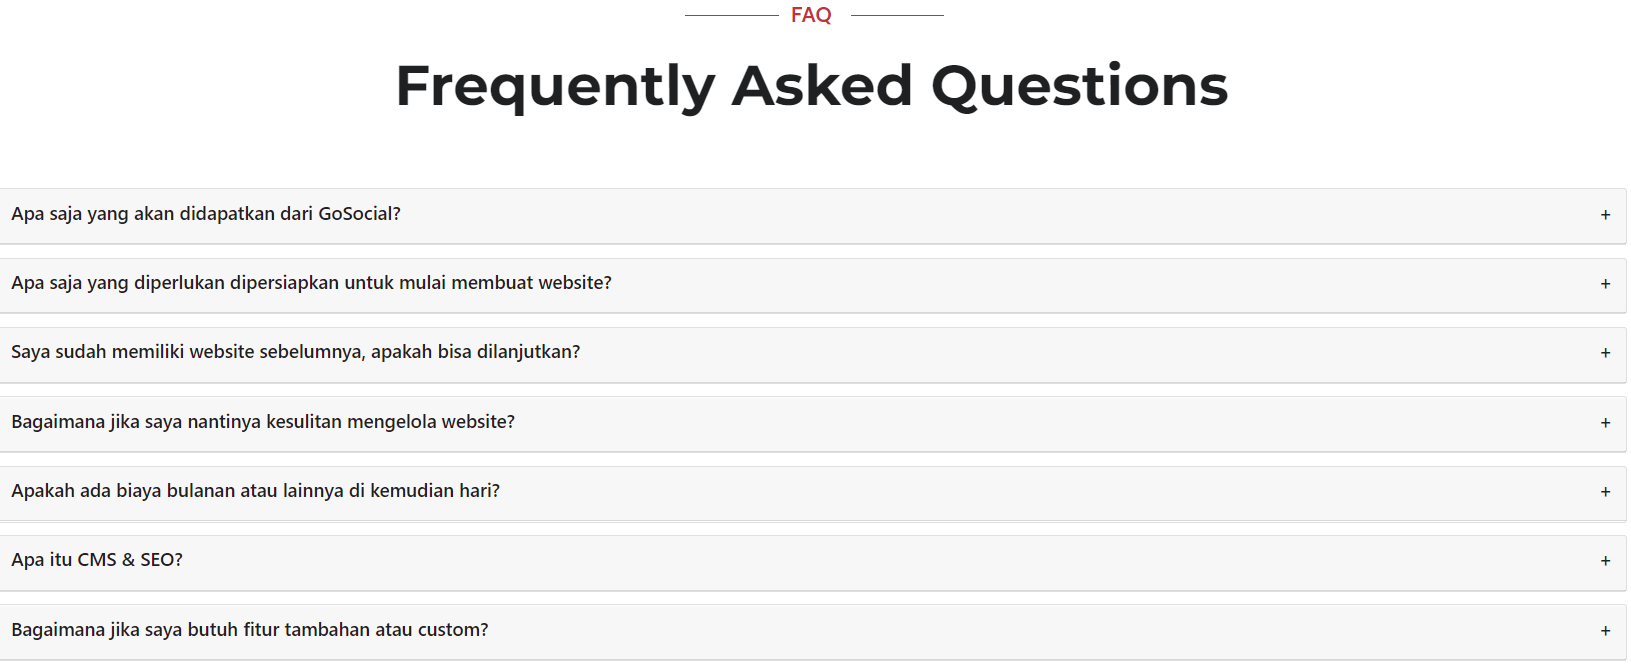 FAQ
Frequently Asked Questions
Apa saja yang akan didapatkan dari GoSocial? +
Apa saja yang diperlukan dipersiapkan untuk mulai membuat website? +
Saya sudah memiliki website sebelumnya, apakah bisa dilanjutkan? +
Bagaimana jika saya nantinya kesulitan mengelola website? +
Apakah ada biaya bulanan atau lainnya di kemudian hari? +
Apa itu CMS & SEO? +
Bagaimana jika saya butuh fitur tambahan atau custom? +